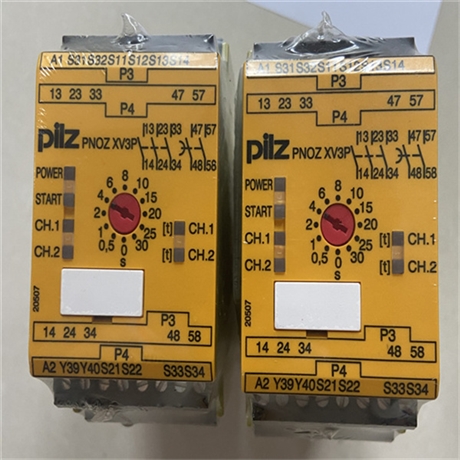 A1 S31S32S11S12S13S14
P3
13 23 33 47 57
P4
pilz PNOZ XV3P
13 23 33 47 57
14 24 34 48 58
POWER
START
CH.1
CH.2
0 0,5 1 2 4 6 8 10 15 20 25 30
s
[t] CH.1
[t] CH.2
20507
P3
14 24 34 48 58
P4
A2 Y39Y40S21S22 S33S34
A1 S31S32S11S12S13S14
P3
13 23 33 47 57
P4
pilz PNOZ XV3P
13 23 33 47 57
14 24 34 48 58
POWER
START
CH.1
CH.2
0 0,5 1 2 4 6 8 10 15 20 25 30
s
[t] CH.1
[t] CH.2
20507
P3
14 24 34 48 58
P4
A2 Y39Y40S21S22 S33S34